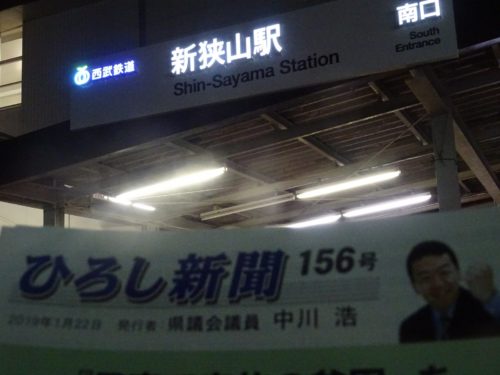 西武鉄道
新狭山駅
Shin-Sayama Station
南口
South
Entrance
ひろし新聞 156号
2019年1月22日 発行者 県議会議員 中川 浩